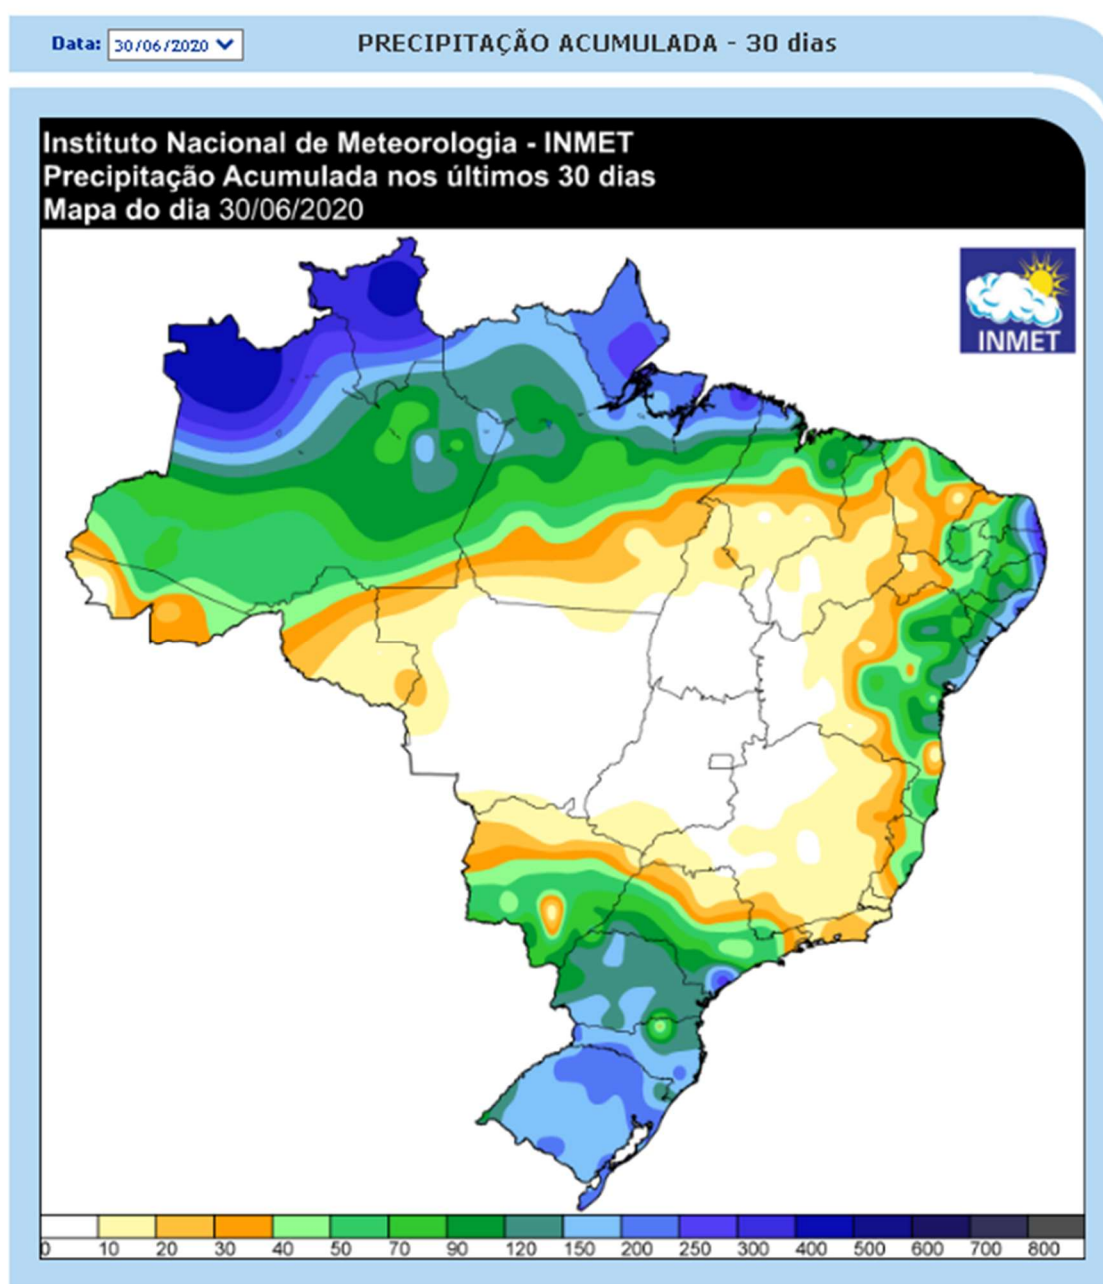 Data: 30/06/2020
PRECIPITAÇÃO ACUMULADA - 30 dias
Instituto Nacional de Meteorologia - INMET
Precipitação Acumulada nos últimos 30 dias
Mapa do dia 30/06/2020
INMET
0 10 20 30 40 50 70 90 120 150 200 250 300 400 500 600 700 800